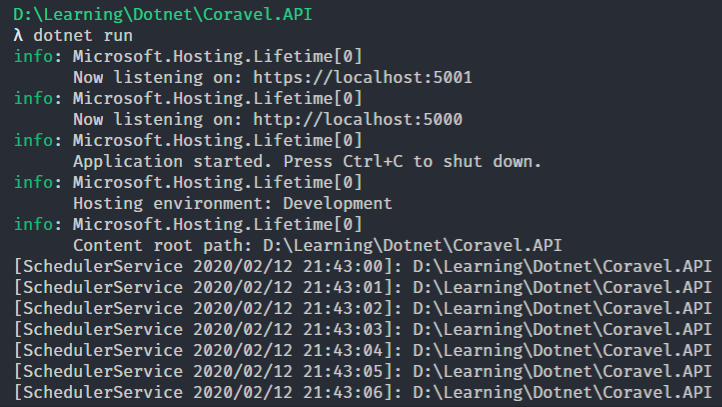 D:\Learning\Dotnet\Coravel.API
λ dotnet run
info: Microsoft.Hosting.Lifetime[0]
Now listening on: https://localhost:5001
info: Microsoft.Hosting.Lifetime[0]
Now listening on: http://localhost:5000
info: Microsoft.Hosting.Lifetime[0]
Application started. Press Ctrl+C to shut down.
info: Microsoft.Hosting.Lifetime[0]
Hosting environment: Development
info: Microsoft.Hosting.Lifetime[0]
Content root path: D:\Learning\Dotnet\Coravel.API
[SchedulerService 2020/02/12 21:43:00]: D:\Learning\Dotnet\Coravel.API
[SchedulerService 2020/02/12 21:43:01]: D:\Learning\Dotnet\Coravel.API
[SchedulerService 2020/02/12 21:43:02]: D:\Learning\Dotnet\Coravel.API
[SchedulerService 2020/02/12 21:43:03]: D:\Learning\Dotnet\Coravel.API
[SchedulerService 2020/02/12 21:43:04]: D:\Learning\Dotnet\Coravel.API
[SchedulerService 2020/02/12 21:43:05]: D:\Learning\Dotnet\Coravel.API
[SchedulerService 2020/02/12 21:43:06]: D:\Learning\Dotnet\Coravel.API